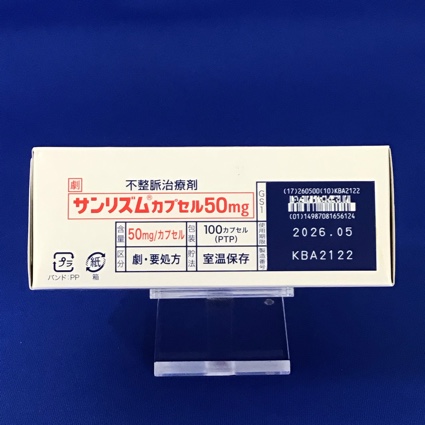 劇
不整脈治療剤
サンリズム®カプセル50mg
含量
50mg/カプセル
包装
100カプセル
(PTP)
区分
劇・要処方
貯法
室温保存
プラ
バンド:PP
紙
箱
GS1
(17)260500(10)KBA2122
(01)14987081656124
使用期限
2026.05
製造番号
KBA2122